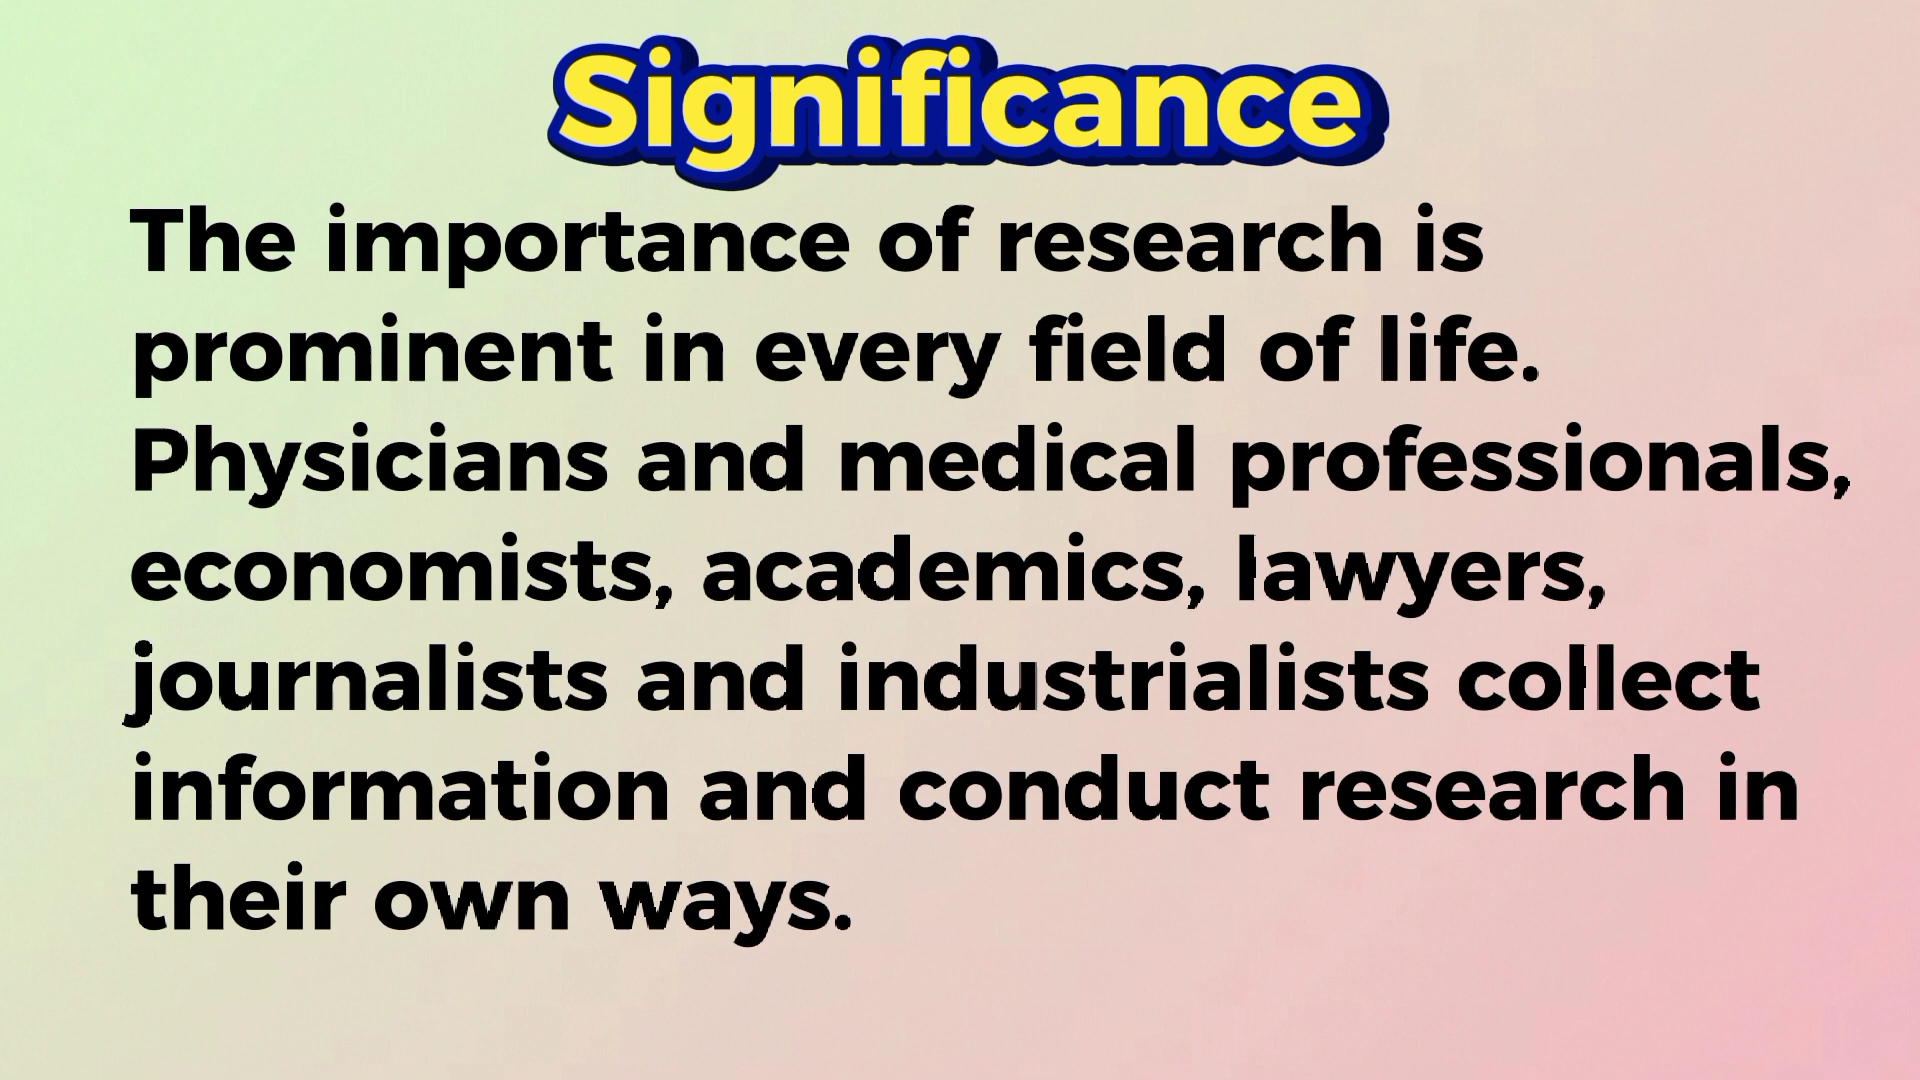 Significance
The importance of research is
prominent in every field of life.
Physicians and medical professionals,
economists, academics, lawyers,
journalists and industrialists collect
information and conduct research in
their own ways.